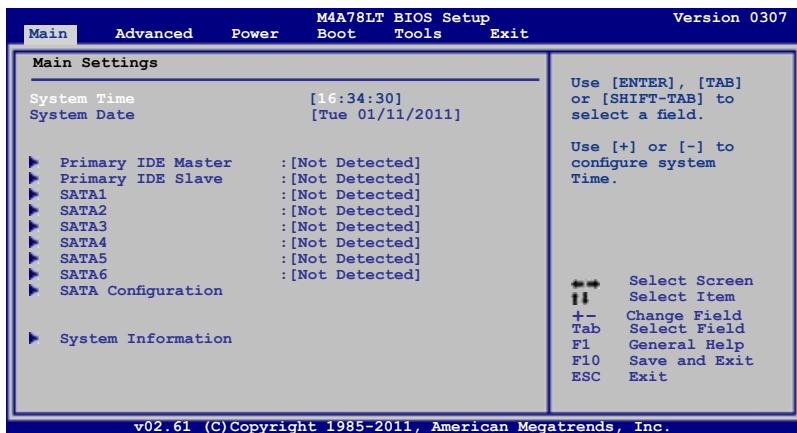 M4A78LT BIOS Setup Version 0307
Main Advanced Power Boot Tools Exit
Main Settings
System Time [16:34:30]
System Date [Tue 01/11/2011]
Primary IDE Master :[Not Detected]
Primary IDE Slave :[Not Detected]
SATA1 :[Not Detected]
SATA2 :[Not Detected]
SATA3 :[Not Detected]
SATA4 :[Not Detected]
SATA5 :[Not Detected]
SATA6 :[Not Detected]
SATA Configuration
System Information
Use [ENTER], [TAB]
or [SHIFT-TAB] to
select a field.
Use [+] or [-] to
configure system
Time.
Select Screen
Select Item
+- Change Field
Tab Select Field
F1 General Help
F10 Save and Exit
ESC Exit
v02.61 (C)Copyright 1985-2011, American Megatrends, Inc.